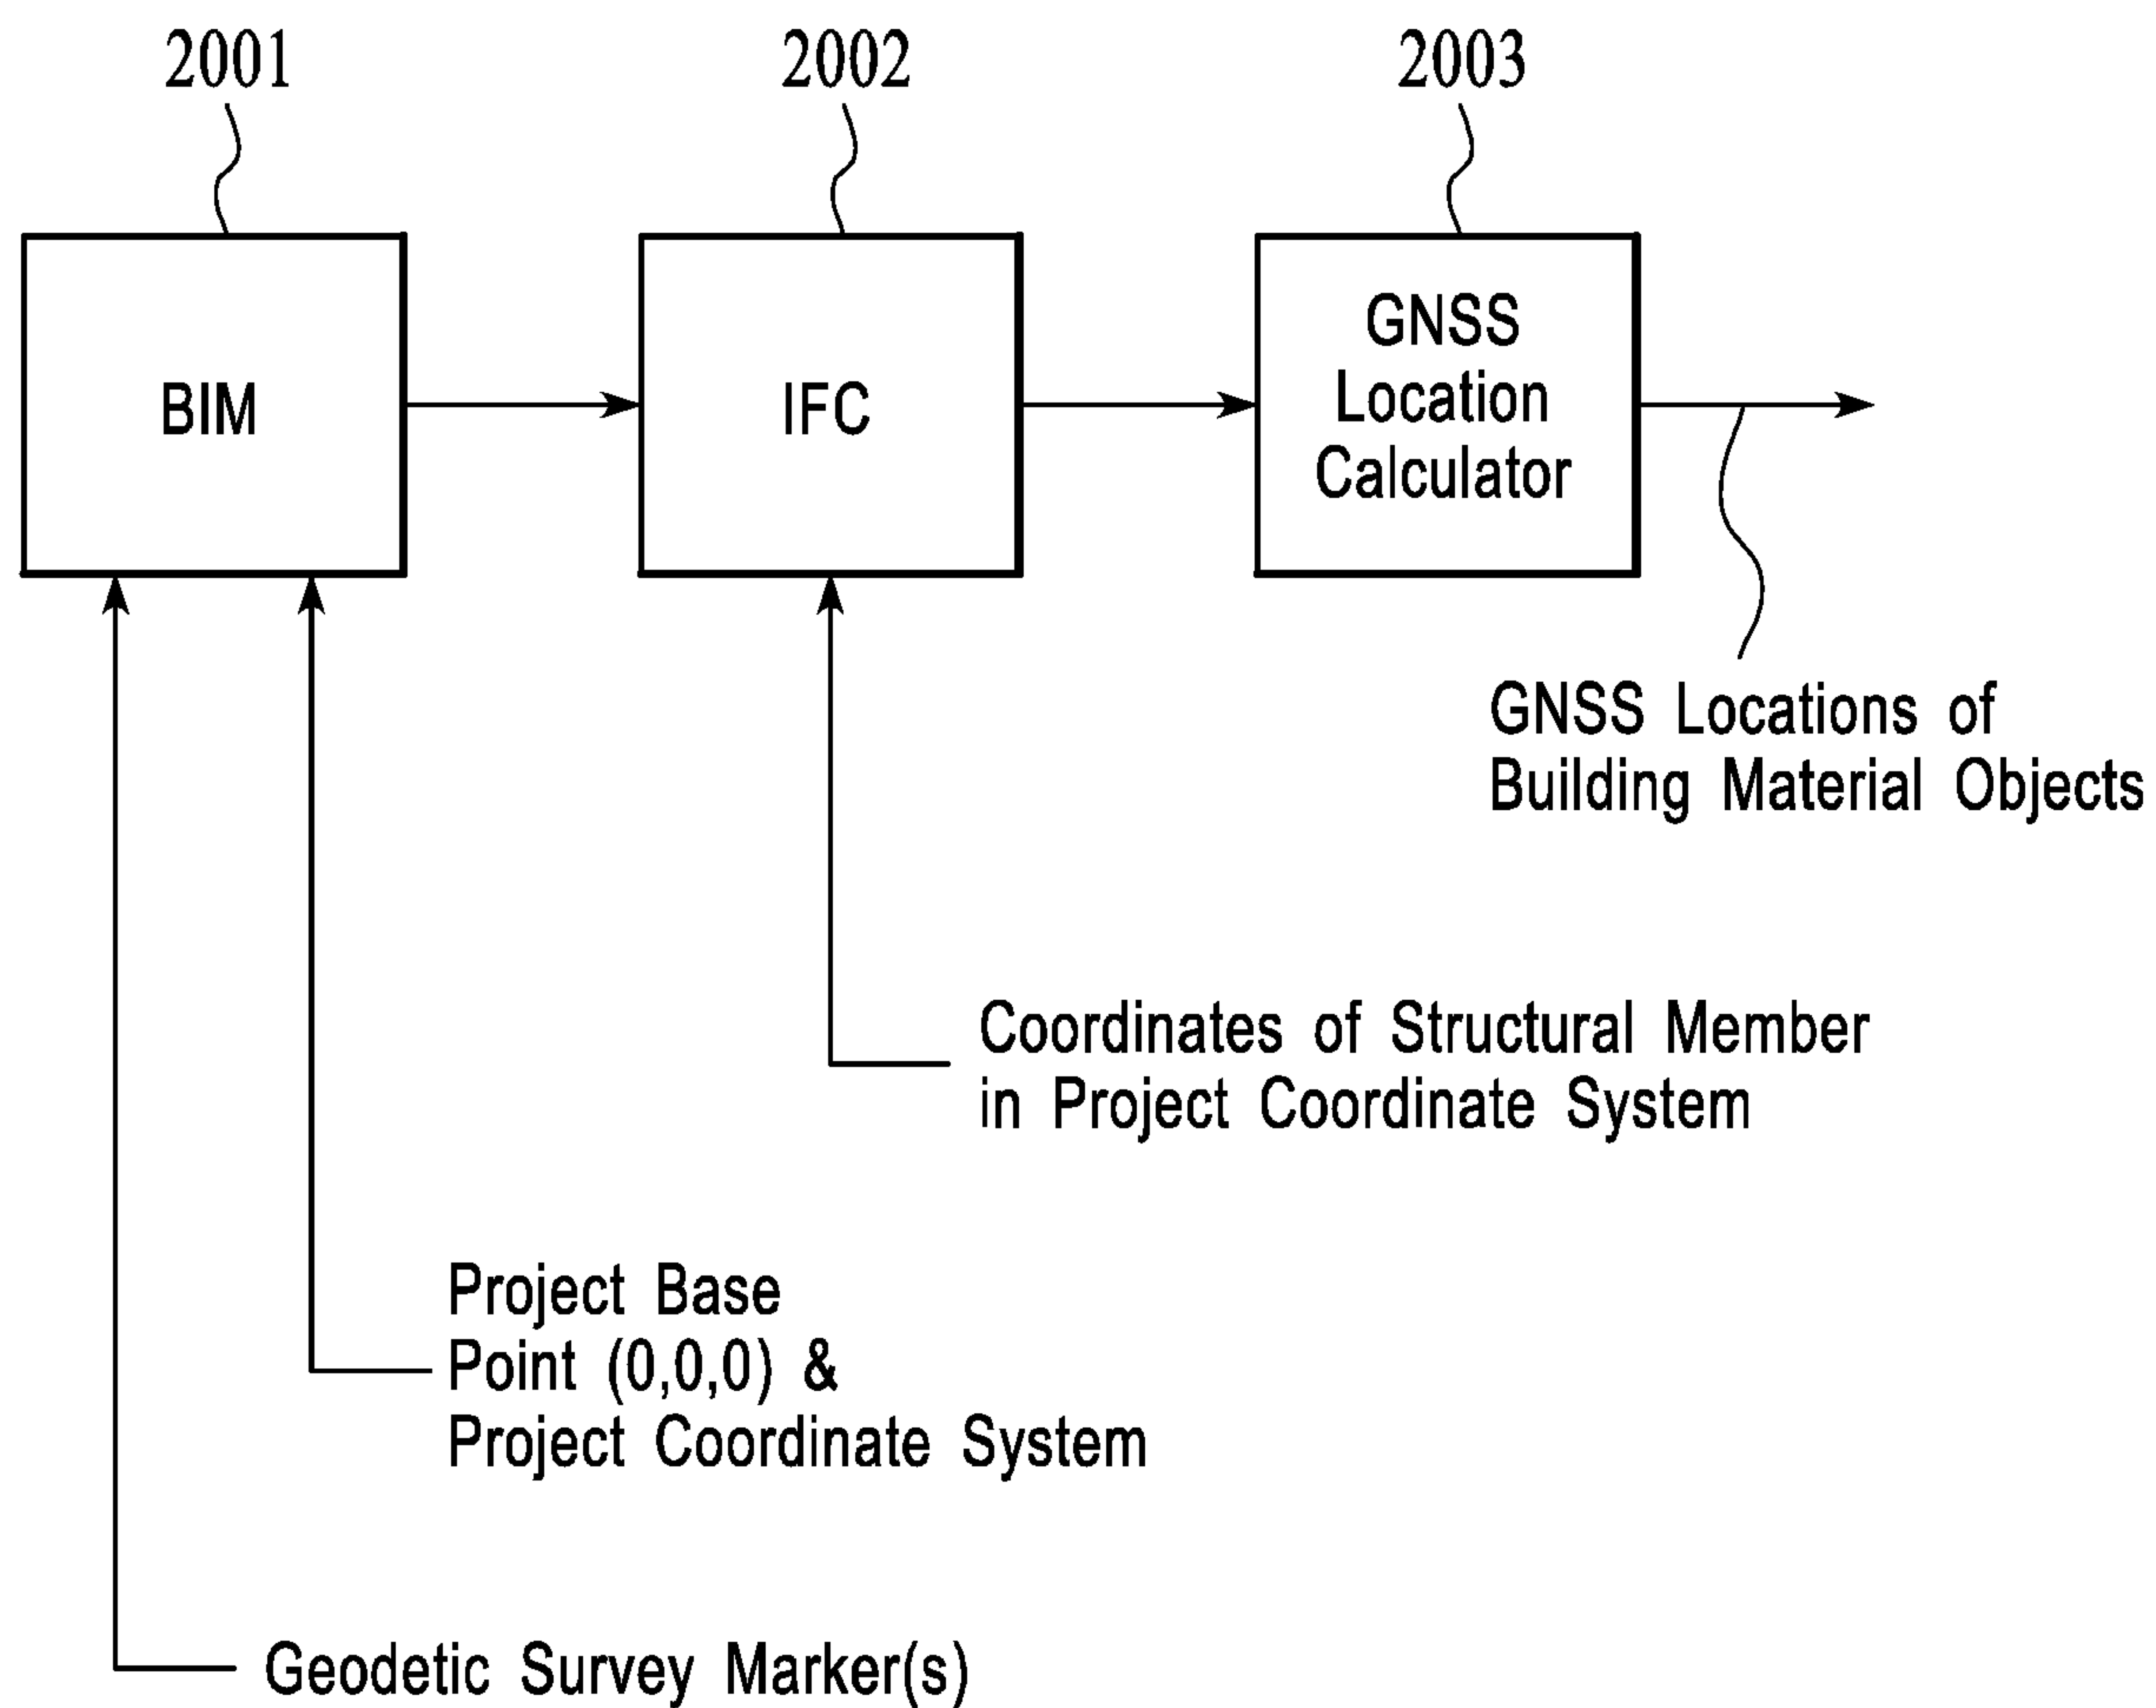 2001
2002
2003
BIM
IFC
GNSS
Location
Calculator
GNSS Locations of
Building Material Objects
Coordinates of Structural Member
in Project Coordinate System
Project Base
Point (0,0,0) &
Project Coordinate System
Geodetic Survey Marker(s)